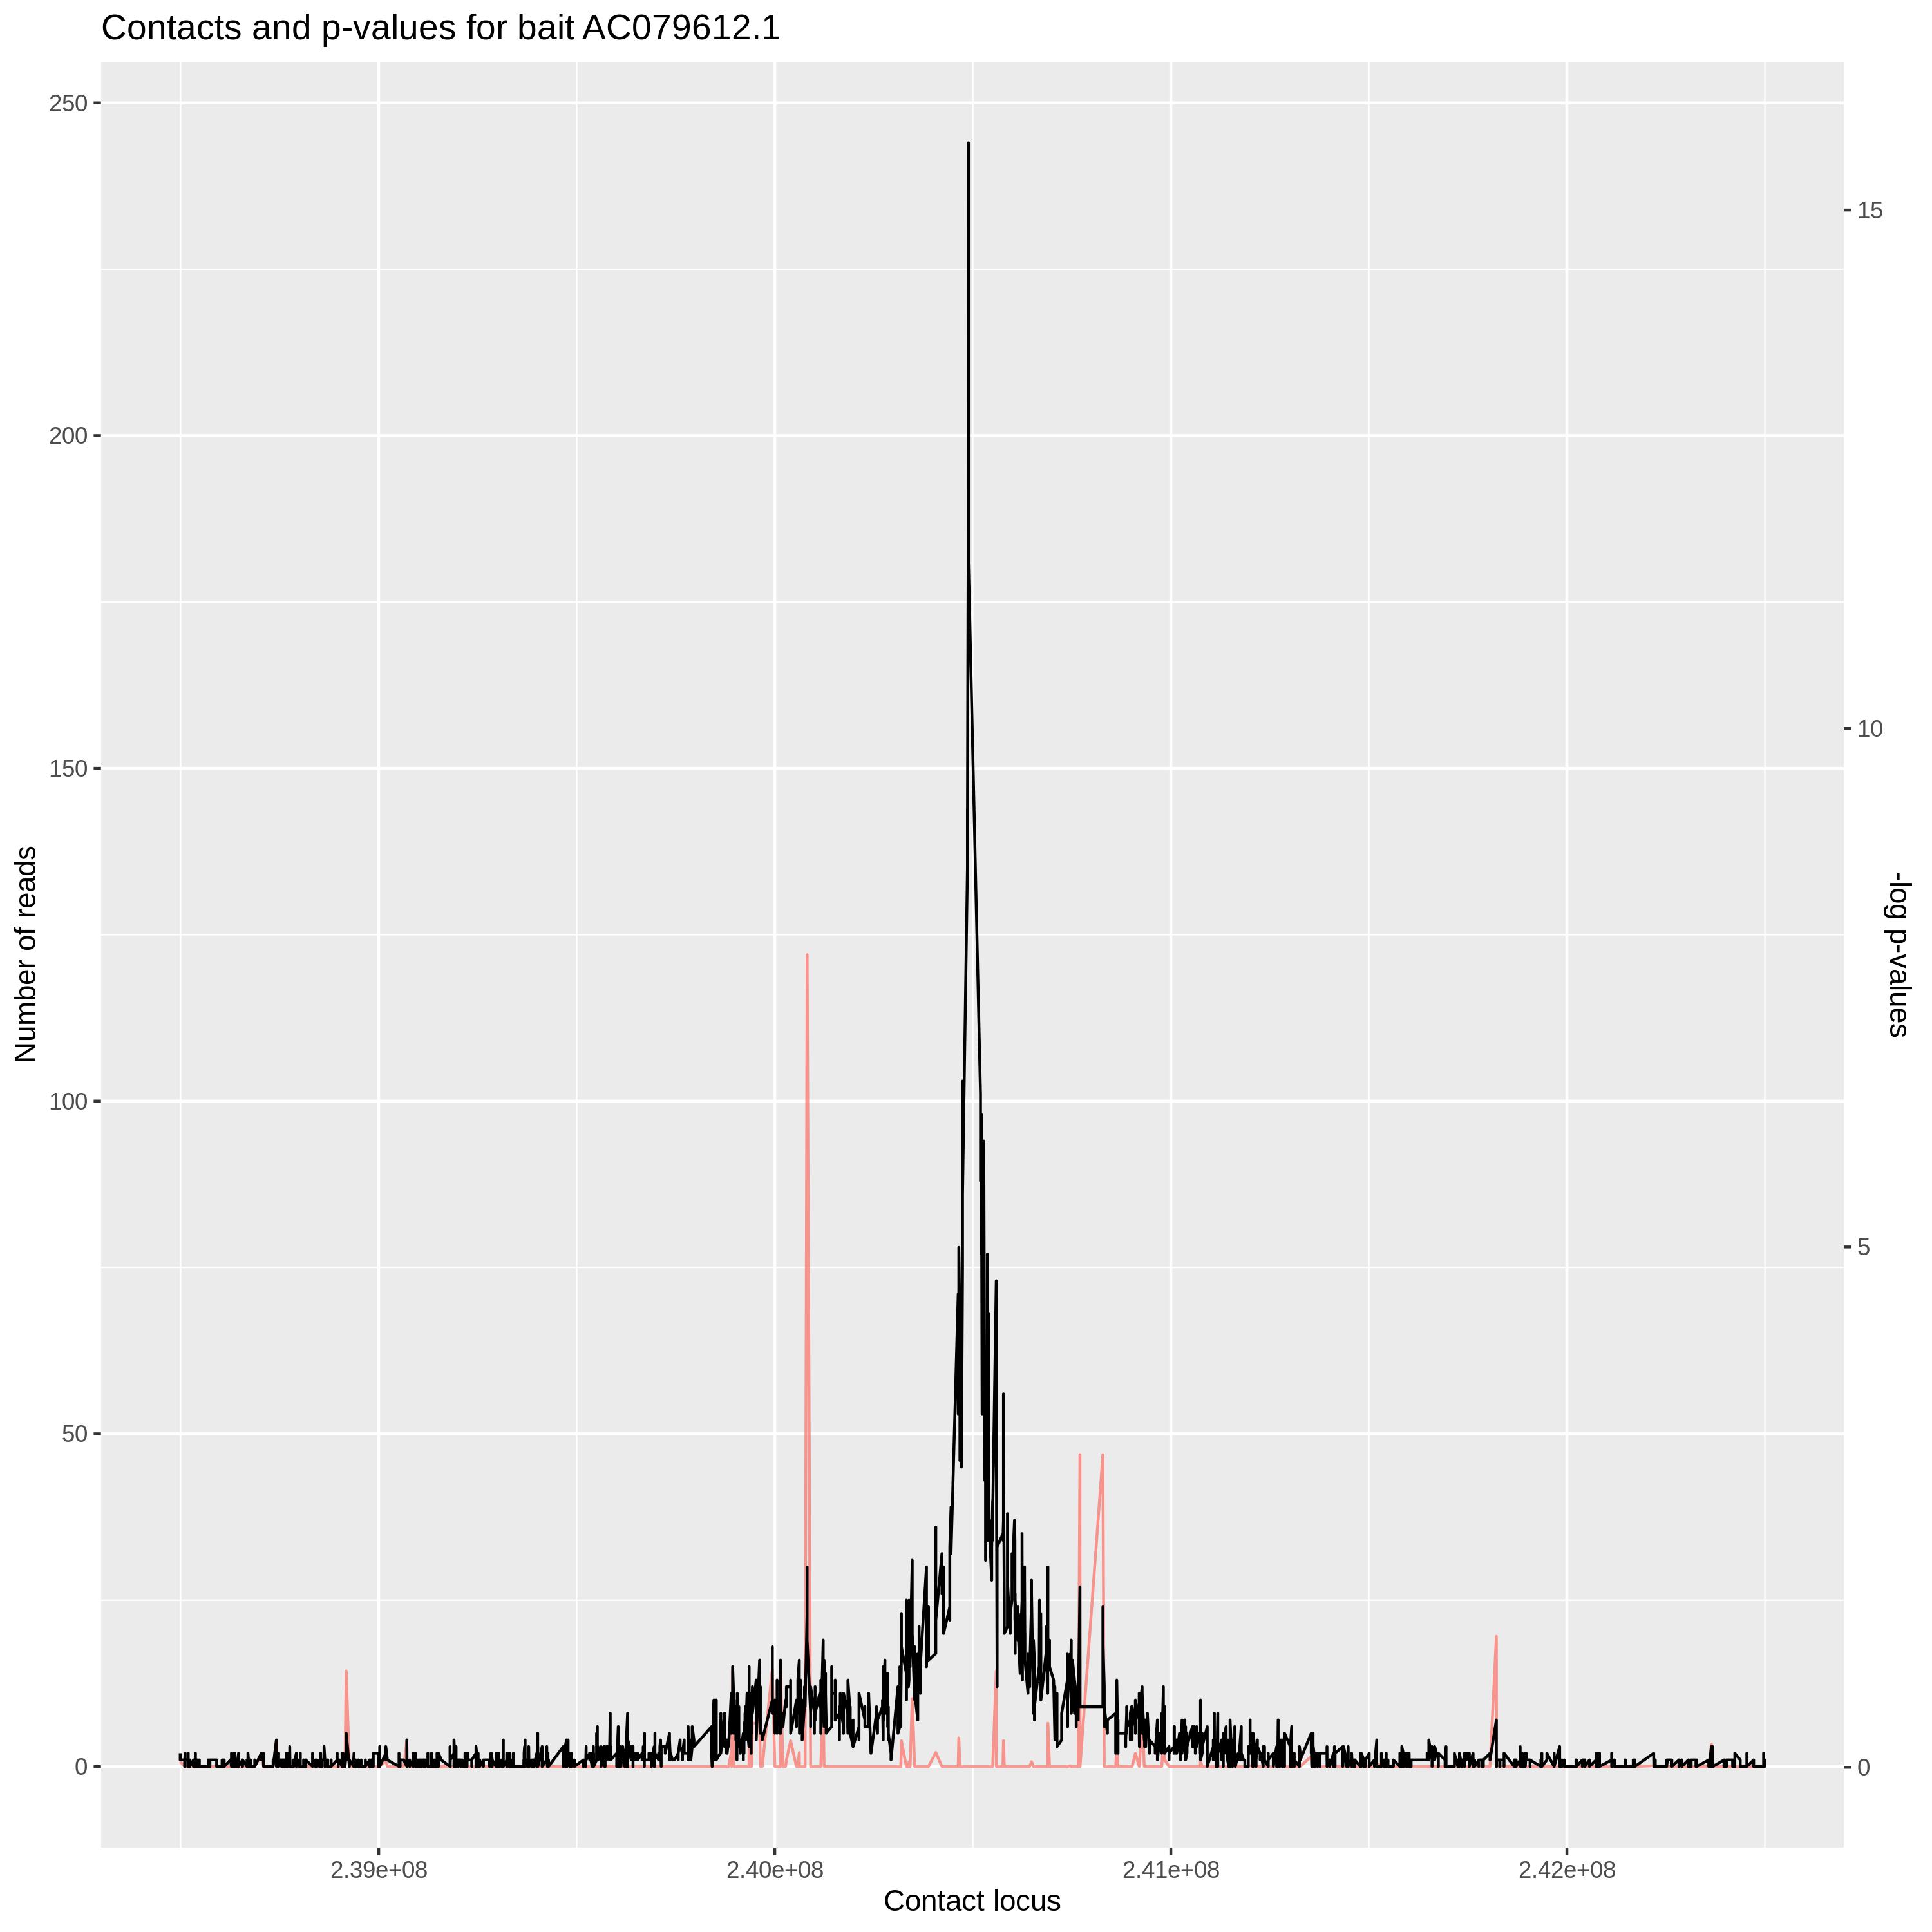 Contacts and p-values for bait AC079612.1
250
200
150
100
50
0
Number of reads
15
10
5
0
-log p-values
2.39e+08 2.40e+08 2.41e+08 2.42e+08
Contact locus